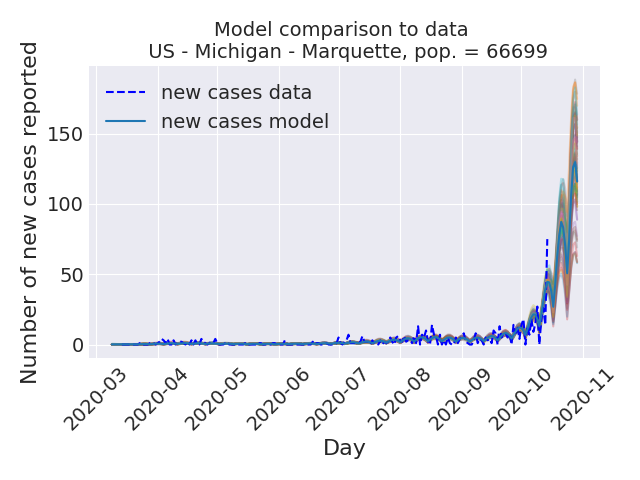 Model comparison to data
US - Michigan - Marquette, pop. = 66699
Number of new cases reported
new cases data
new cases model
150
100
50
0
2020-03
2020-04
2020-05
2020-06
2020-07
2020-08
2020-09
2020-10
2020-11
Day